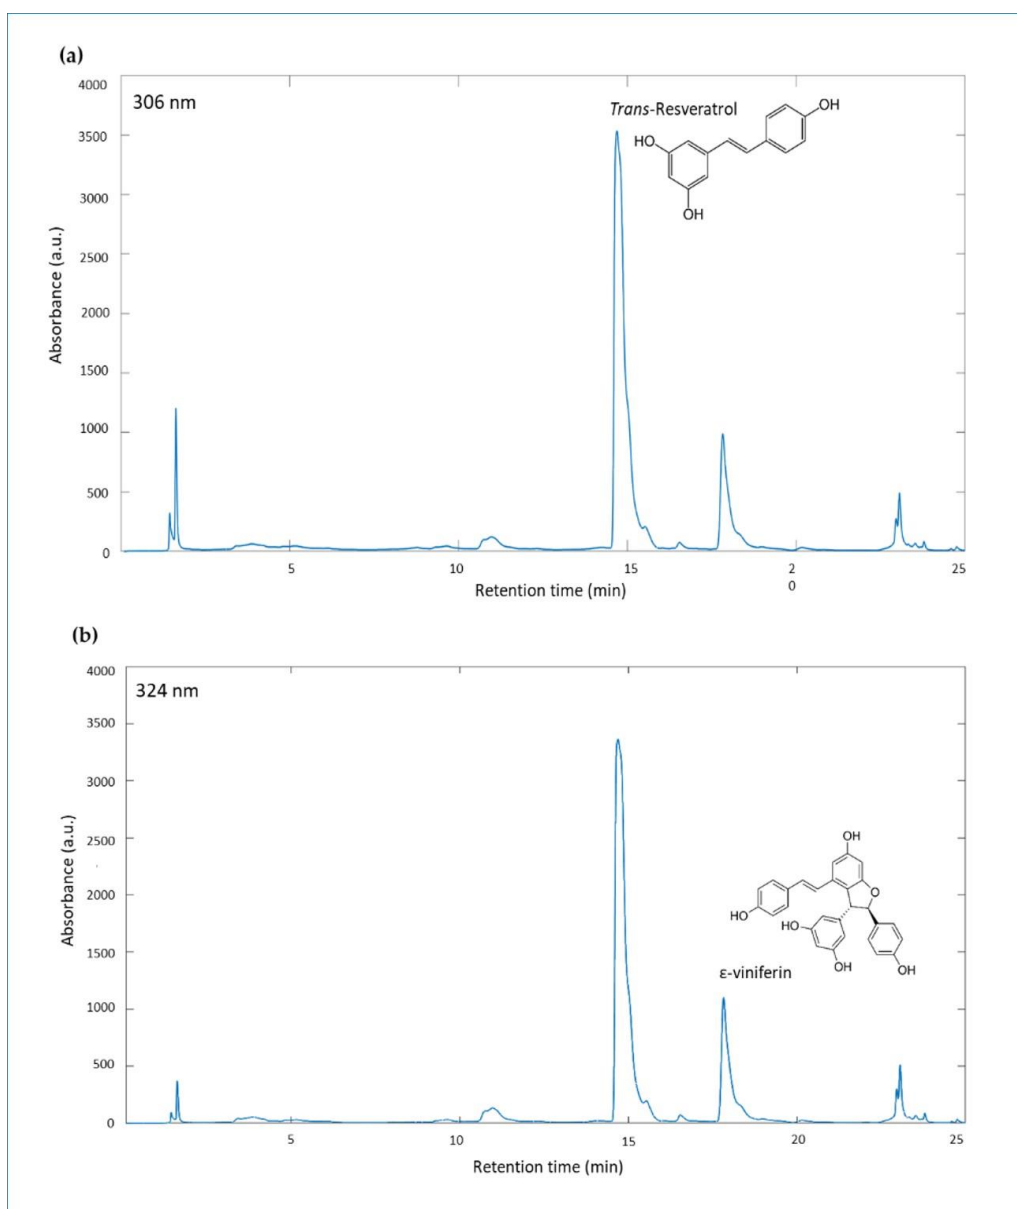 (a)
306 nm
Trans-Resveratrol
OH
HO
OH
4000
3500
3000
2500
2000
1500
1000
500
0
Absorbance (a.u.)
5
10
15
2
0
25
Retention time (min)
(b)
324 nm
OH
O
HO
HO
OH
OH
ε-viniferin
4000
3500
3000
2500
2000
1500
1000
500
0
Absorbance (a.u.)
5
10
15
20
25
Retention time (min)